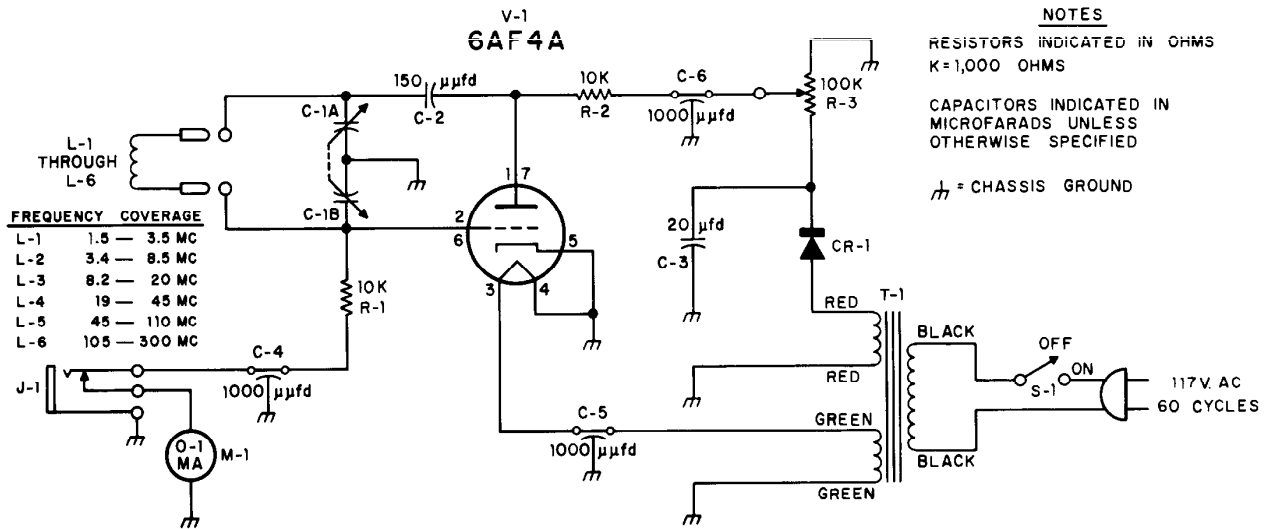 V-1
6AF4A
NOTES
RESISTORS INDICATED IN OHMS
K=1,000 OHMS
CAPACITORS INDICATED IN
MICROFARADS UNLESS
OTHERWISE SPECIFIED
= CHASSIS GROUND
150 μμfd
C-2
C-1A
C-1B
10K
R-2
C-6
1000 μμfd
100K
R-3
L-1
THROUGH
L-6
FREQUENCY COVERAGE
L-1 1.5 — 3.5 MC
L-2 3.4 — 8.5 MC
L-3 8.2 — 20 MC
L-4 19 — 45 MC
L-5 45 — 110 MC
L-6 105 — 300 MC
1 7
2
6
5
3
4
20 μfd
C-3
CR-1
10K
R-1
RED
T-1
RED
BLACK
OFF
ON
S-1
117V. AC
60 CYCLES
BLACK
C-4
1000 μμfd
J-1
0-1
MA
M-1
C-5
1000 μμfd
GREEN
GREEN